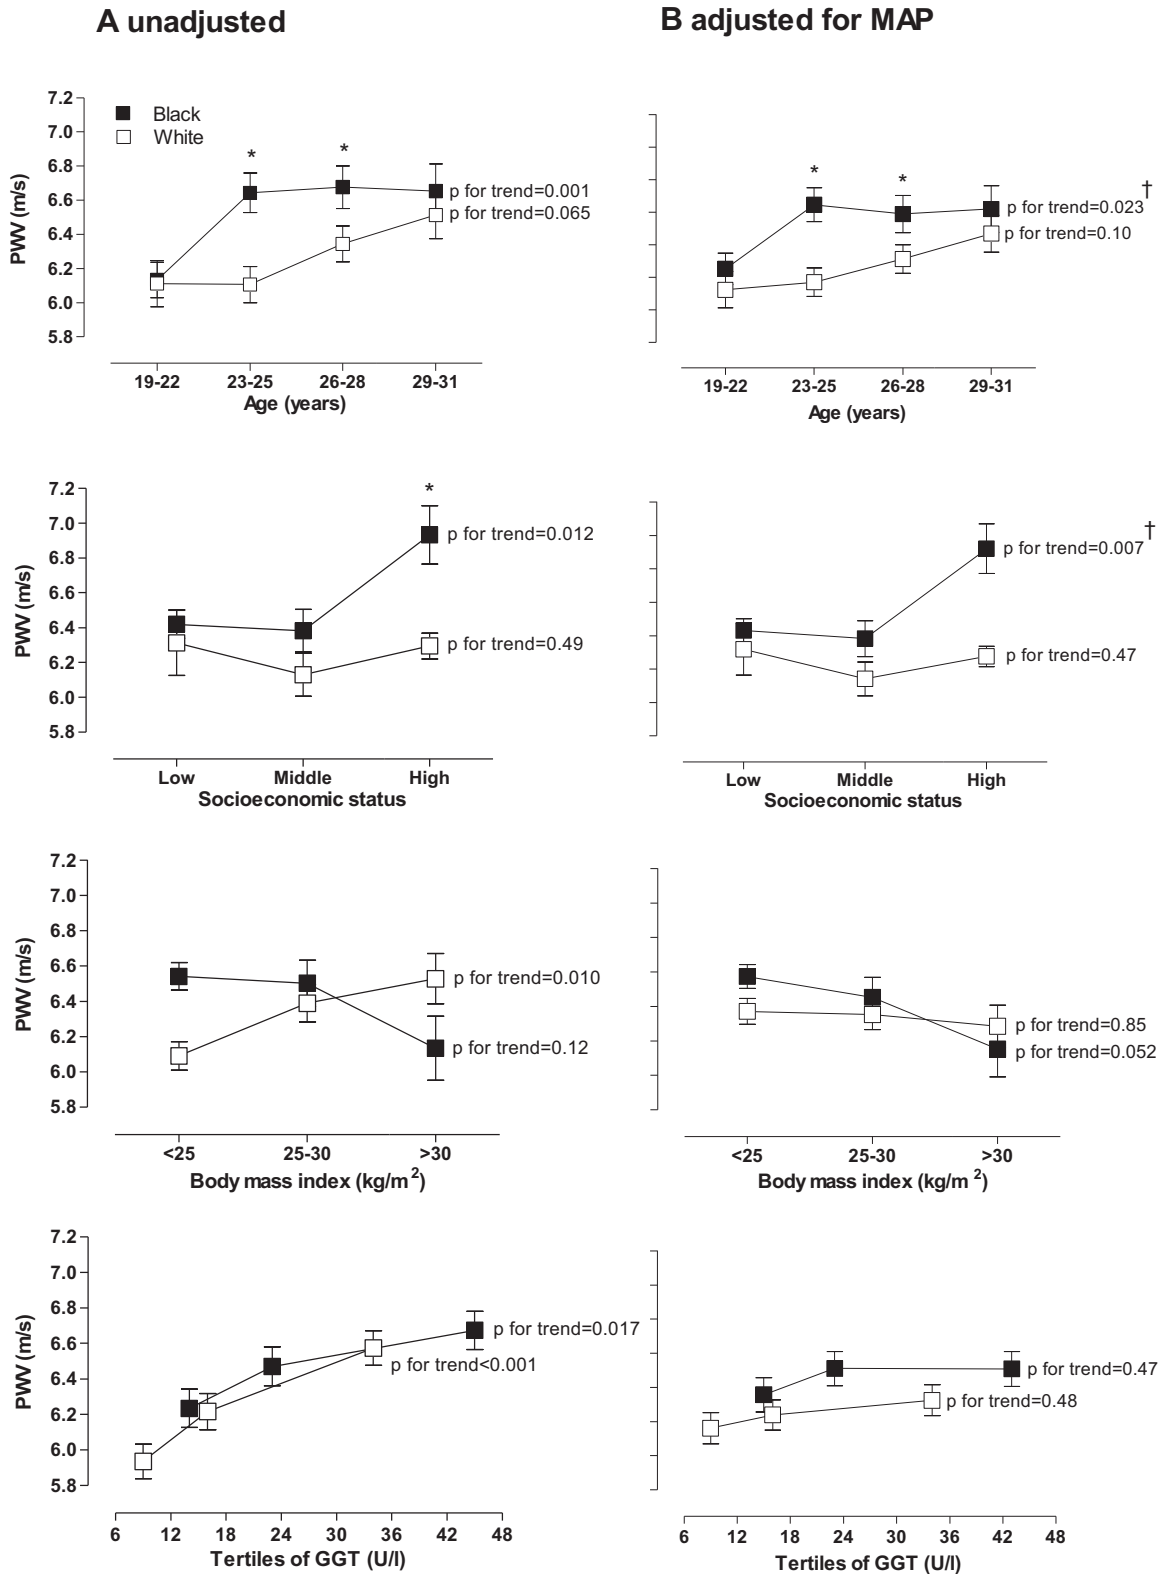 A unadjusted
B adjusted for MAP
7.2
7.0
6.8
6.6
6.4
6.2
6.0
5.8
PWV (m/s)
Black
White
*
*
p for trend=0.001
p for trend=0.065
19-22 23-25 26-28 29-31
Age (years)
*
*
p for trend=0.023†
p for trend=0.10
19-22 23-25 26-28 29-31
Age (years)
7.2
7.0
6.8
6.6
6.4
6.2
6.0
5.8
PWV (m/s)
*
p for trend=0.012
p for trend=0.49
Low Middle High
Socioeconomic status
p for trend=0.007†
p for trend=0.47
Low Middle High
Socioeconomic status
7.2
7.0
6.8
6.6
6.4
6.2
6.0
5.8
PWV (m/s)
p for trend=0.010
p for trend=0.12
<25 25-30 >30
Body mass index (kg/m²)
p for trend=0.85
p for trend=0.052
<25 25-30 >30
Body mass index (kg/m²)
7.2
7.0
6.8
6.6
6.4
6.2
6.0
5.8
PWV (m/s)
p for trend=0.017
p for trend<0.001
6 12 18 24 30 36 42 48
Tertiles of GGT (U/l)
p for trend=0.47
p for trend=0.48
6 12 18 24 30 36 42 48
Tertiles of GGT (U/l)